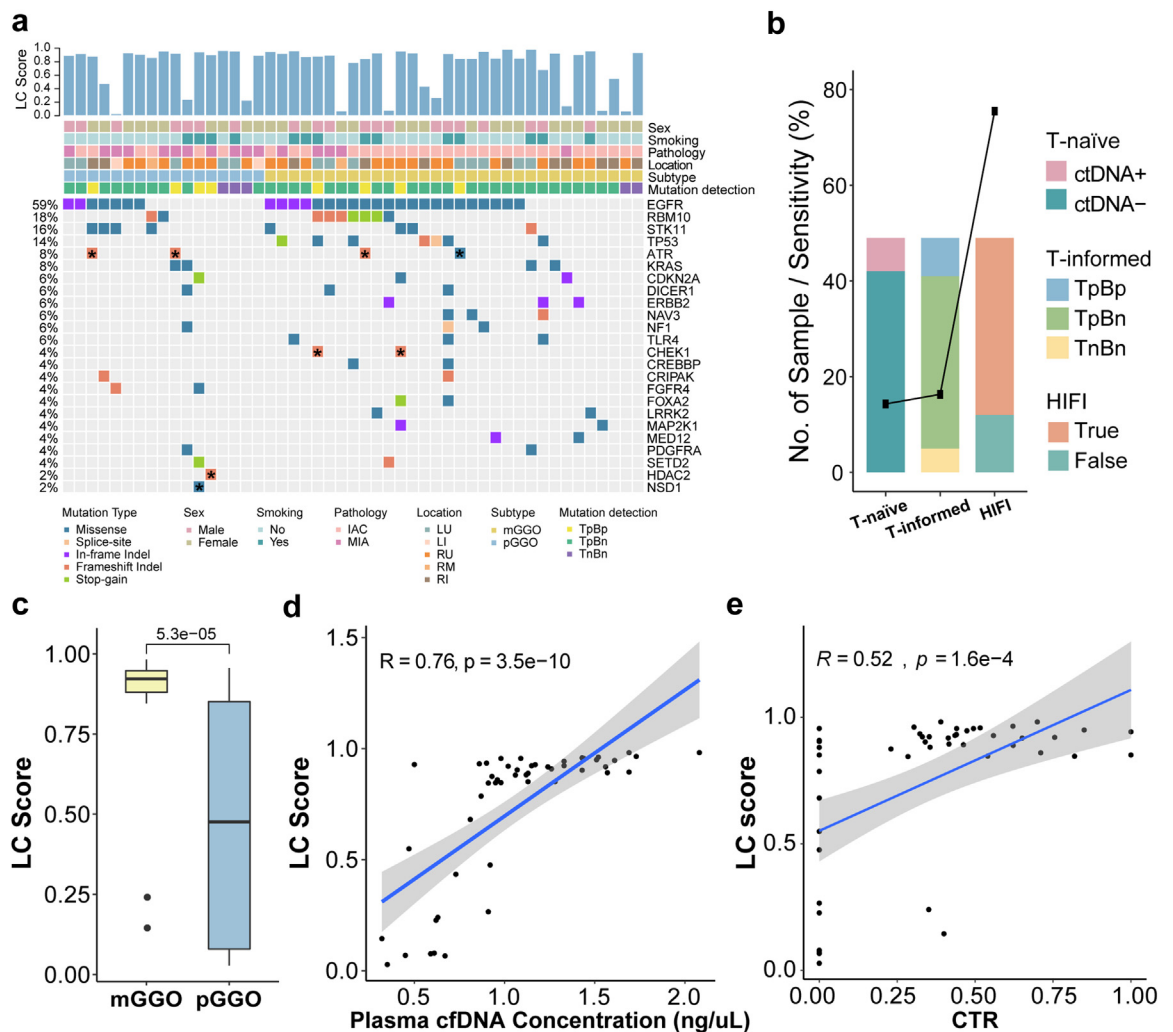 a
LC Score
1.0
0.8
0.6
0.4
0.2
0.0
Sex
Smoking
Pathology
Location
Subtype
Mutation detection
59% EGFR
18% RBM10
16% STK11
14% TP53
8% ATR
8% KRAS
6% CDKN2A
6% DICER1
6% ERBB2
6% NAV3
6% NF1
6% TLR4
4% CHEK1
4% CREBBP
4% CRIPAK
4% FGFR4
4% FOXA2
4% LRRK2
4% MAP2K1
4% MED12
4% PDGFRA
4% SETD2
2% HDAC2
2% NSD1
Mutation Type
Missense
Splice-site
In-frame Indel
Frameshift Indel
Stop-gain
Sex
Male
Female
Smoking
No
Yes
Pathology
IAC
MIA
Location
LU
LI
RU
RM
RI
Subtype
mGGO
pGGO
Mutation detection
TpBp
TpBn
TnBn
b
No. of Sample / Sensitivity (%)
80
60
40
20
0
T-naïve
T-informed
HIFI
T-naïve
ctDNA+
ctDNA−
T-informed
TpBp
TpBn
TnBn
HIFI
True
False
c
LC Score
5.3e−05
1.00
0.75
0.50
0.25
0.00
mGGO pGGO
d
LC Score
R = 0.76, p = 3.5e−10
1.5
1.0
0.5
0.0
0.5 1.0 1.5 2.0
Plasma cfDNA Concentration (ng/uL)
e
LC score
R = 0.52 , p = 1.6e−4
1.0
0.5
0.0
0.00 0.25 0.50 0.75 1.00
CTR